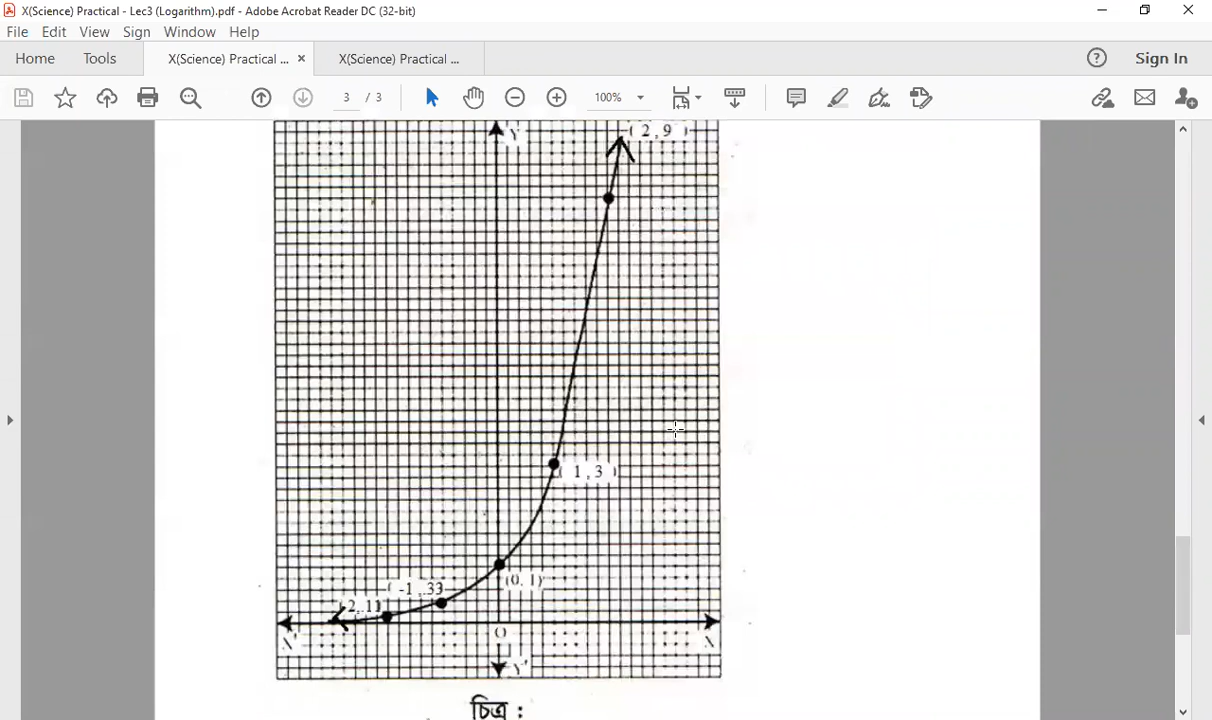 X(Science) Practical - Lec3 (Logarithm).pdf - Adobe Acrobat Reader DC (32-bit)
File Edit View Sign Window Help
Home Tools X(Science) Practical ... × X(Science) Practical ... Sign In
3 / 3 100%
Y
( 2 , 9 )
( 1 , 3 )
( -1 , .33
(0, 1)
( 2, .11)
X' O X
Y'
চিত্র :